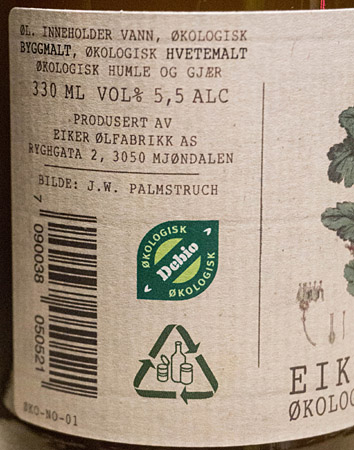 ØL. INNEHOLDER VANN, ØKOLOGISK
BYGGMALT, ØKOLOGISK HVETEMALT
ØKOLOGISK HUMLE OG GJÆR
330 ML VOL% 5,5 ALC
PRODUSERT AV
EIKER ØLFABRIKK AS
RYGHGATA 2, 3050 MJØNDALEN
BILDE: J.W. PALMSTRUCH
7 090038 050521
ØKOLOGISK
Debio
ØKOLOGISK
ØKO-NO-01
EIK
ØKOLOG